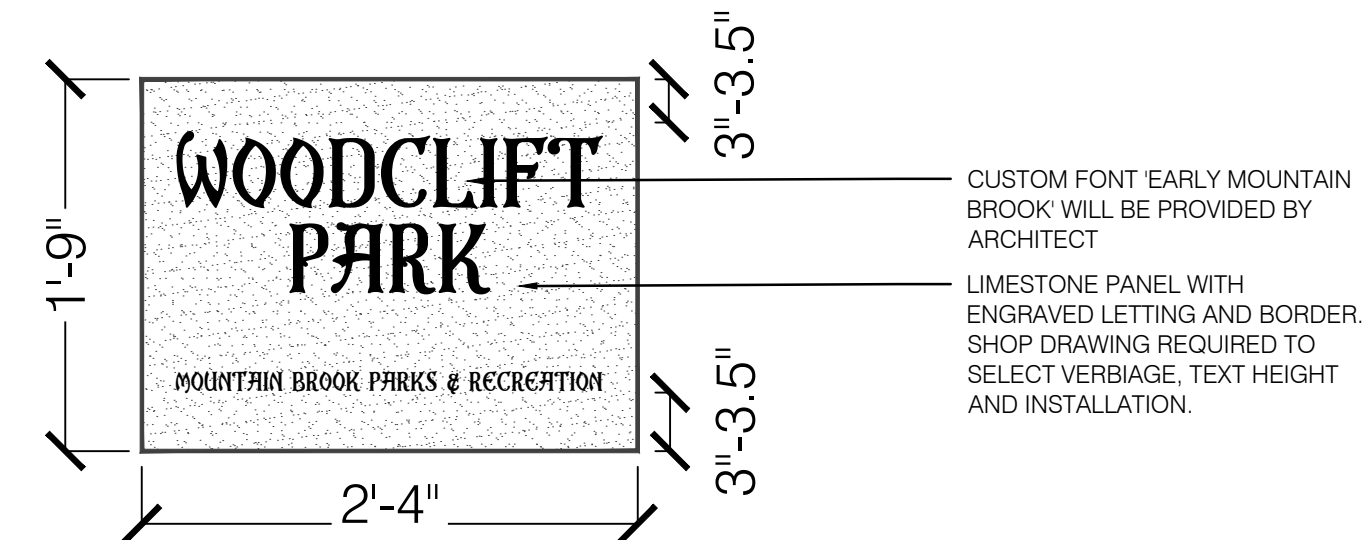 3"-3.5"
WOODCLIFT
PARK
1'-9"
MOUNTAIN BROOK PARKS & RECREATION
3"-3.5"
2'-4"
CUSTOM FONT 'EARLY MOUNTAIN
BROOK' WILL BE PROVIDED BY
ARCHITECT
LIMESTONE PANEL WITH
ENGRAVED LETTING AND BORDER.
SHOP DRAWING REQUIRED TO
SELECT VERBIAGE, TEXT HEIGHT
AND INSTALLATION.